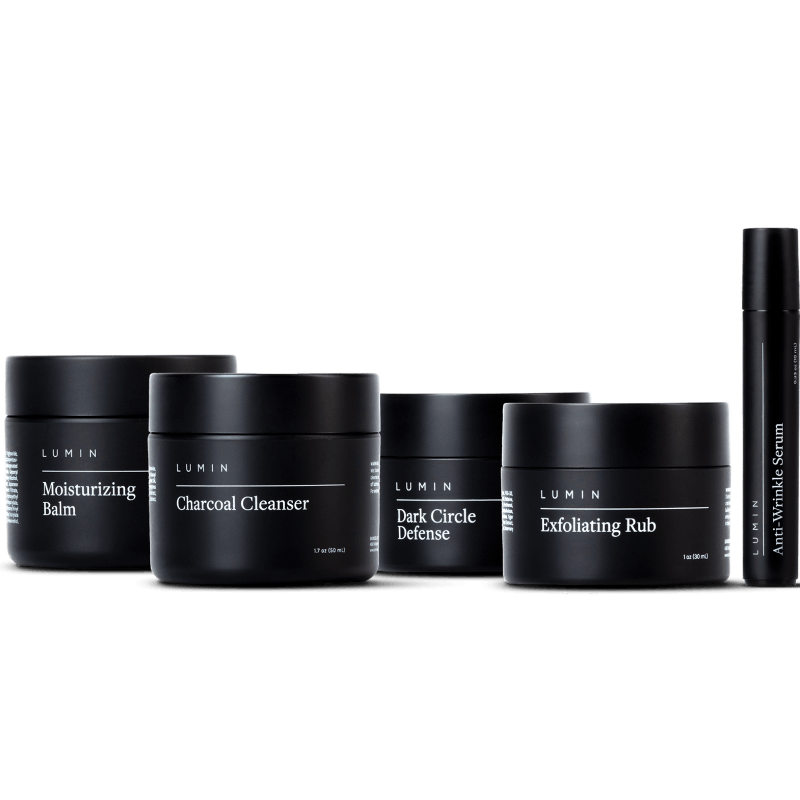 LUMIN
Moisturizing
Balm
LUMIN
Charcoal Cleanser
1.7 oz (50 mL)
LUMIN
Dark Circle
Defense
LUMIN
Exfoliating Rub
1 oz (30 mL)
LUMIN
Anti-Wrinkle Serum